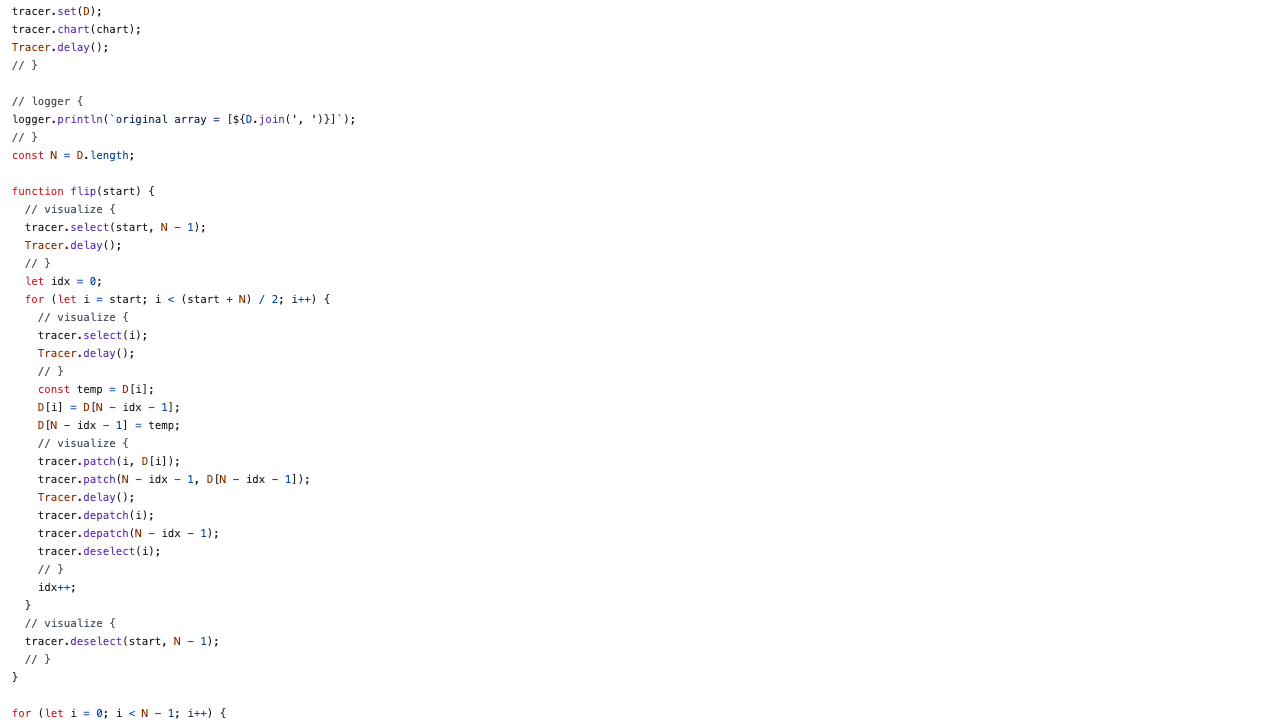 tracer.set(D);
tracer.chart(chart);
Tracer.delay();
// }

// logger {
logger.println(`original array = [${D.join(', ')}]`);
// }
const N = D.length;

function flip(start) {
  // visualize {
  tracer.select(start, N − 1);
  Tracer.delay();
  // }
  let idx = 0;
  for (let i = start; i < (start + N) / 2; i++) {
    // visualize {
    tracer.select(i);
    Tracer.delay();
    // }
    const temp = D[i];
    D[i] = D[N − idx − 1];
    D[N − idx − 1] = temp;
    // visualize {
    tracer.patch(i, D[i]);
    tracer.patch(N − idx − 1, D[N − idx − 1]);
    Tracer.delay();
    tracer.depatch(i);
    tracer.depatch(N − idx − 1);
    tracer.deselect(i);
    // }
    idx++;
  }
  // visualize {
  tracer.deselect(start, N − 1);
  // }
}

for (let i = 0; i < N − 1; i++) {